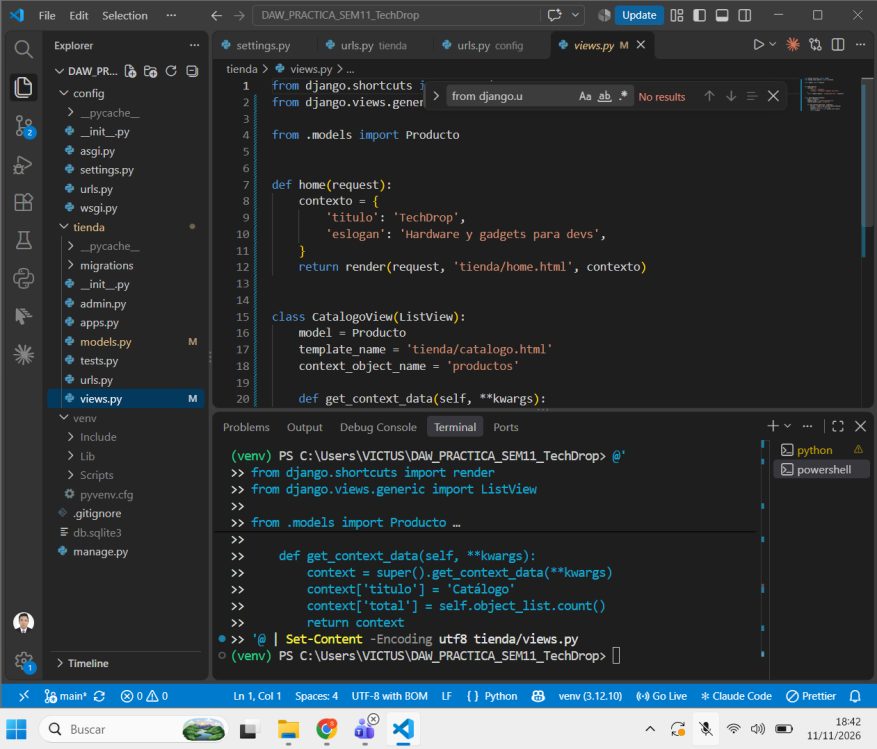 File Edit Selection ··· DAW_PRACTICA_SEM11_TechDrop Update
Explorer ···
DAW_PR...
config
__pycache__
__init__.py
asgi.py
settings.py
urls.py
wsgi.py
tienda
__pycache__
migrations
__init__.py
admin.py
apps.py
models.py M
tests.py
urls.py
views.py M
venv
Include
Lib
Scripts
pyvenv.cfg
.gitignore
db.sqlite3
manage.py
Timeline
2
1
settings.py urls.py tienda urls.py config views.py M
tienda > views.py > ...
from django.u Aa ab .* No results
1 from django.shortcuts i
2 from django.views.gener
3
4 from .models import Producto
5
6
7 def home(request):
8 contexto = {
9 'titulo': 'TechDrop',
10 'eslogan': 'Hardware y gadgets para devs',
11 }
12 return render(request, 'tienda/home.html', contexto)
13
14
15 class CatalogoView(ListView):
16 model = Producto
17 template_name = 'tienda/catalogo.html'
18 context_object_name = 'productos'
19
20 def get_context_data(self, **kwargs):
Problems Output Debug Console Terminal Ports
(venv) PS C:\Users\VICTUS\DAW_PRACTICA_SEM11_TechDrop> @'
>> from django.shortcuts import render
>> from django.views.generic import ListView
>>
>> from .models import Producto …
>>
>> def get_context_data(self, **kwargs):
>> context = super().get_context_data(**kwargs)
>> context['titulo'] = 'Catálogo'
>> context['total'] = self.object_list.count()
>> return context
>> '@ | Set-Content -Encoding utf8 tienda/views.py
(venv) PS C:\Users\VICTUS\DAW_PRACTICA_SEM11_TechDrop>
python
powershell
main* 0 0 Ln 1, Col 1 Spaces: 4 UTF-8 with BOM LF { } Python venv (3.12.10) Go Live Claude Code Prettier
Buscar
18:42
11/11/2026